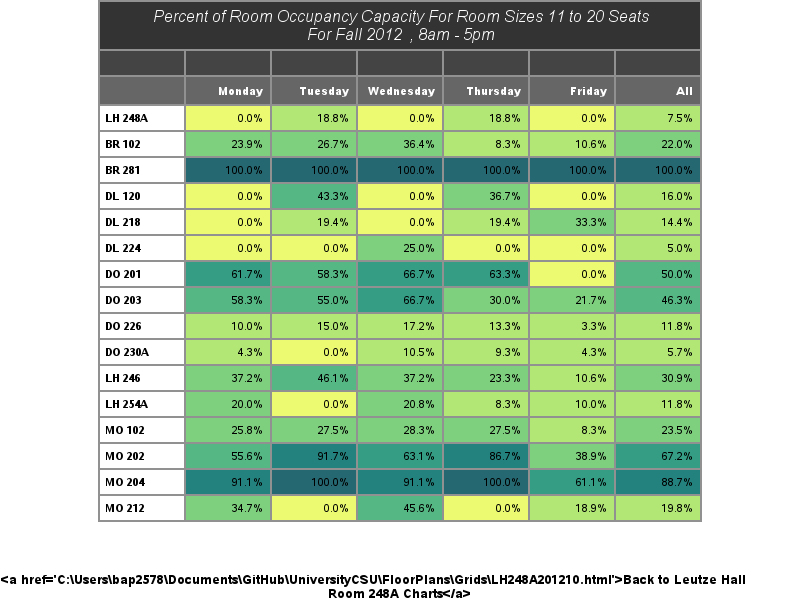 Percent of Room Occupancy Capacity For Room Sizes 11 to 20 Seats
For Fall 2012 , 8am - 5pm
Monday Tuesday Wednesday Thursday Friday All
LH 248A 0.0% 18.8% 0.0% 18.8% 0.0% 7.5%
BR 102 23.9% 26.7% 36.4% 8.3% 10.6% 22.0%
BR 281 100.0% 100.0% 100.0% 100.0% 100.0% 100.0%
DL 120 0.0% 43.3% 0.0% 36.7% 0.0% 16.0%
DL 218 0.0% 19.4% 0.0% 19.4% 33.3% 14.4%
DL 224 0.0% 0.0% 25.0% 0.0% 0.0% 5.0%
DO 201 61.7% 58.3% 66.7% 63.3% 0.0% 50.0%
DO 203 58.3% 55.0% 66.7% 30.0% 21.7% 46.3%
DO 226 10.0% 15.0% 17.2% 13.3% 3.3% 11.8%
DO 230A 4.3% 0.0% 10.5% 9.3% 4.3% 5.7%
LH 246 37.2% 46.1% 37.2% 23.3% 10.6% 30.9%
LH 254A 20.0% 0.0% 20.8% 8.3% 10.0% 11.8%
MO 102 25.8% 27.5% 28.3% 27.5% 8.3% 23.5%
MO 202 55.6% 91.7% 63.1% 86.7% 38.9% 67.2%
MO 204 91.1% 100.0% 91.1% 100.0% 61.1% 88.7%
MO 212 34.7% 0.0% 45.6% 0.0% 18.9% 19.8%
<a href='C:\Users\bap2578\Documents\GitHub\UniversityCSU\FloorPlans\Grids\LH248A201210.html'>Back to Leutze Hall
Room 248A Charts</a>